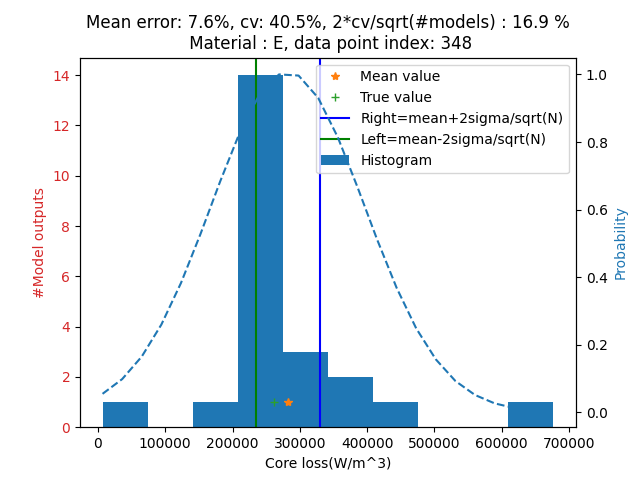 Mean error: 7.6%, cv: 40.5%, 2*cv/sqrt(#models) : 16.9 %
Material : E, data point index: 348
Mean value
True value
Right=mean+2sigma/sqrt(N)
Left=mean-2sigma/sqrt(N)
Histogram
#Model outputs
14
12
10
8
6
4
2
0
1.0
0.8
0.6
0.4
0.2
0.0
Probability
0 100000 200000 300000 400000 500000 600000 700000
Core loss(W/m^3)